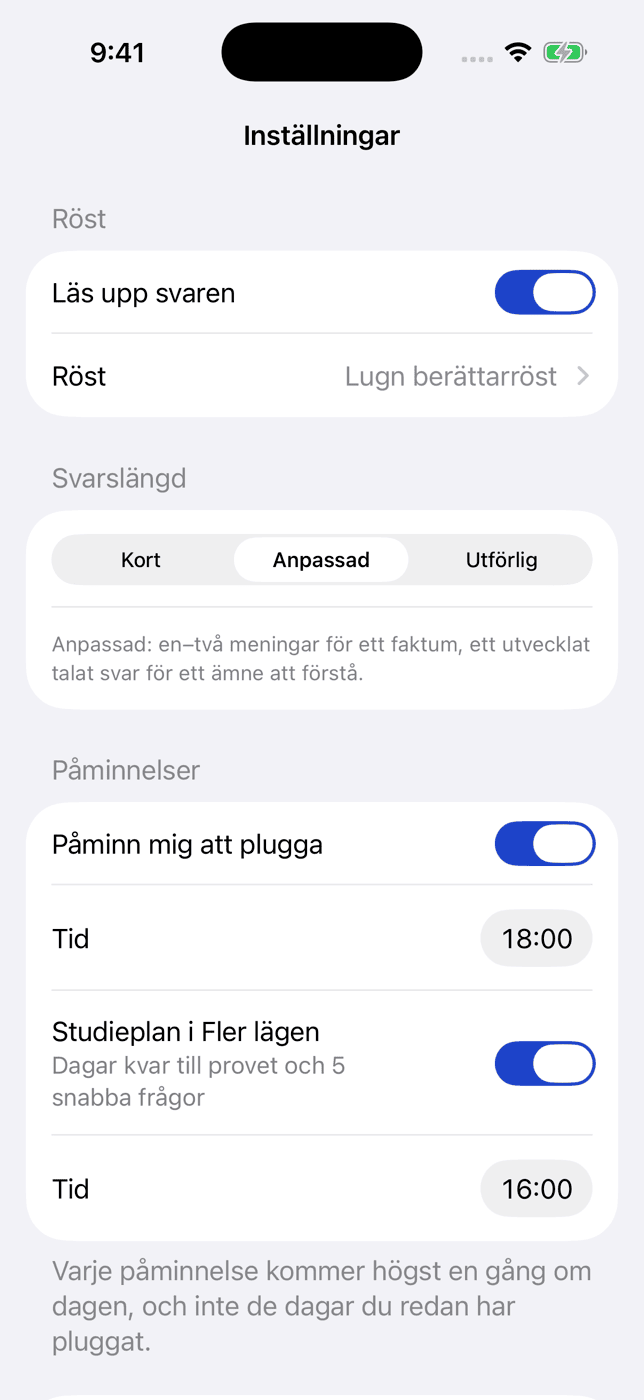 9:41
Inställningar
Röst
Läs upp svaren
Röst
Lugn berättarröst
Svarslängd
Kort
Anpassad
Utförlig
Anpassad: en–två meningar för ett faktum, ett utvecklat
talat svar för ett ämne att förstå.
Påminnelser
Påminn mig att plugga
Tid
18:00
Studieplan i Fler lägen
Dagar kvar till provet och 5
snabba frågor
Tid
16:00
Varje påminnelse kommer högst en gång om
dagen, och inte de dagar du redan har
pluggat.